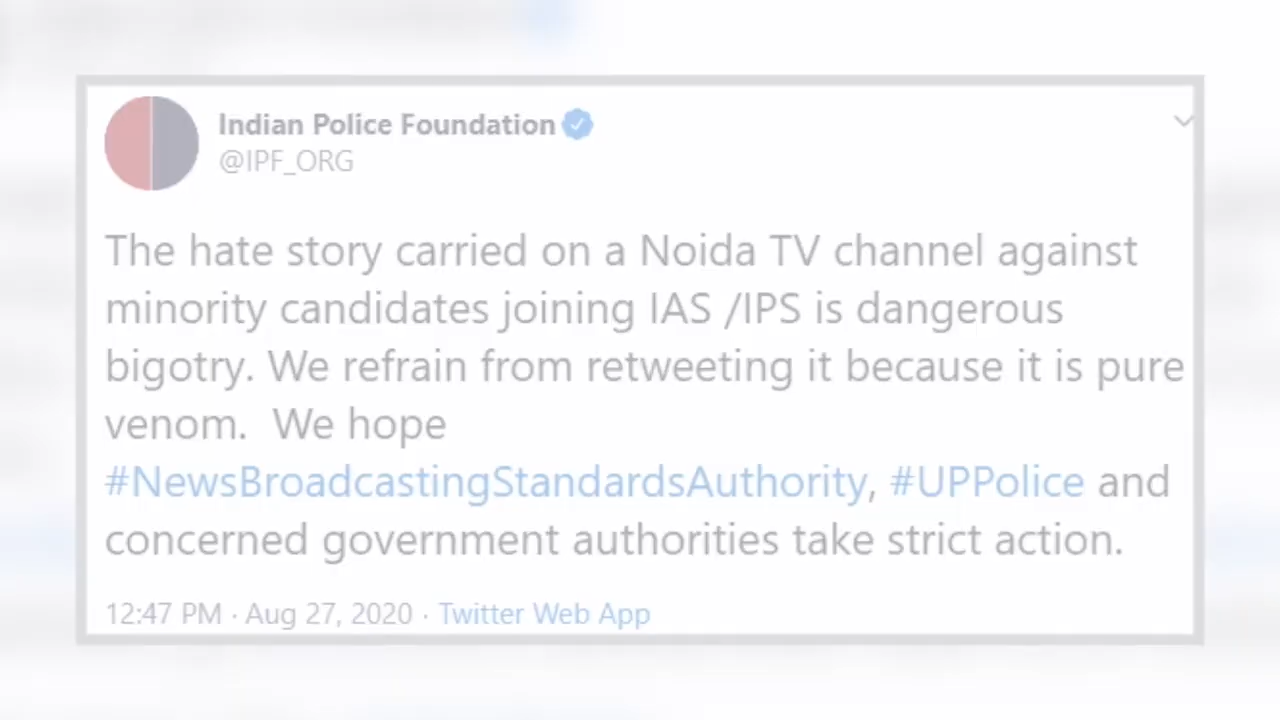 Indian Police Foundation
@IPF_ORG
The hate story carried on a Noida TV channel against
minority candidates joining IAS /IPS is dangerous
bigotry. We refrain from retweeting it because it is pure
venom.  We hope
#NewsBroadcastingStandardsAuthority, #UPPolice and
concerned government authorities take strict action.
12:47 PM · Aug 27, 2020 · Twitter Web App